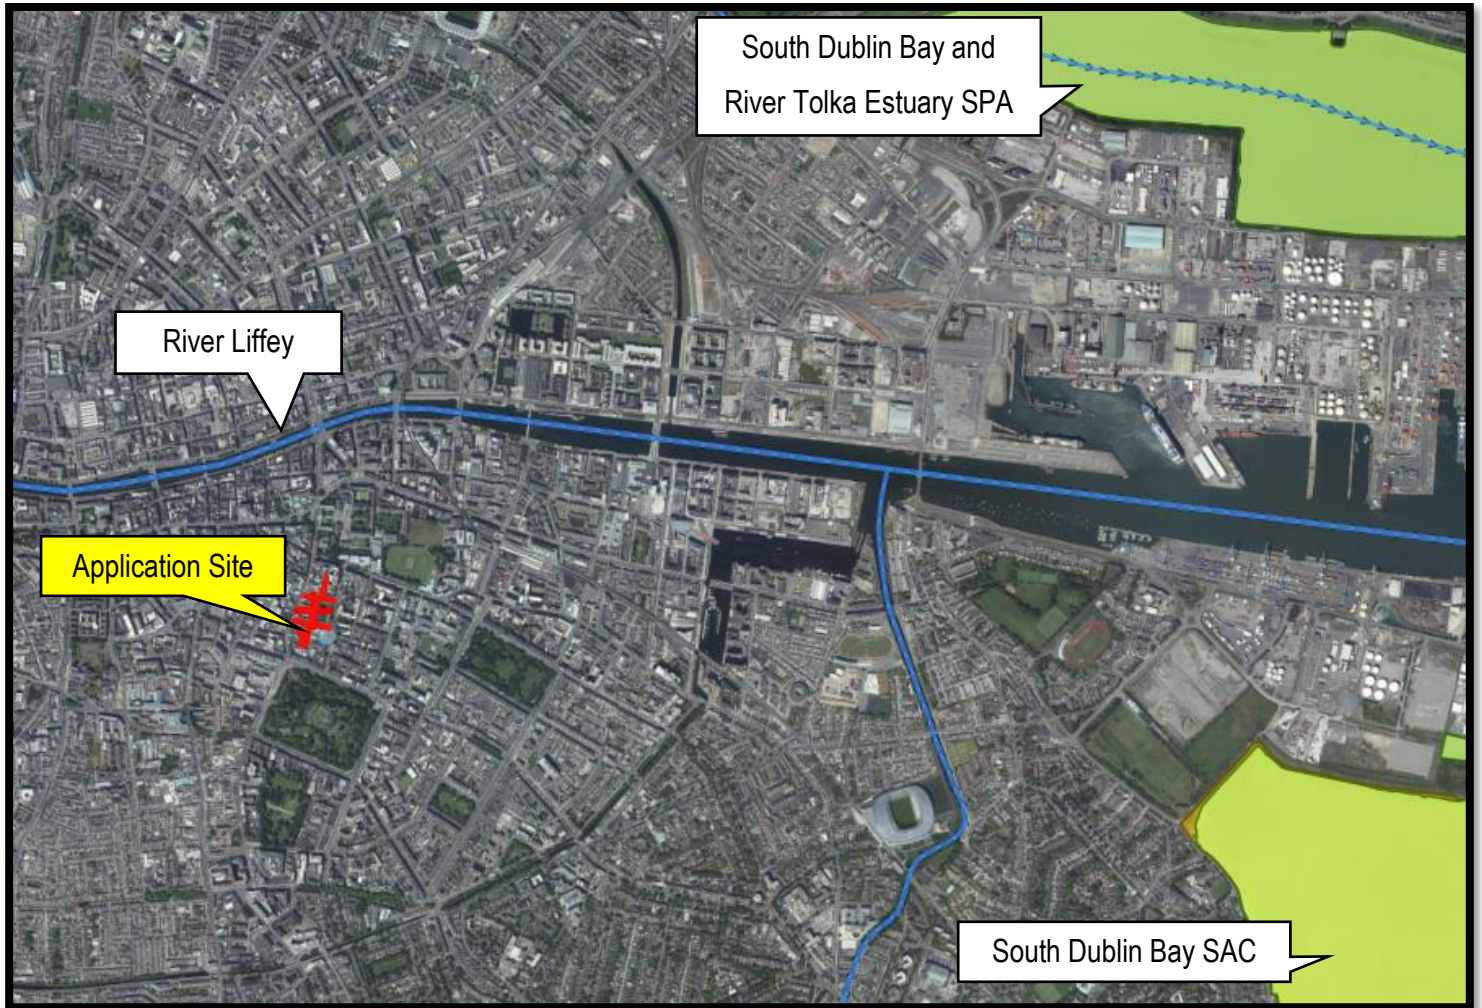 South Dublin Bay and
River Tolka Estuary SPA
River Liffey
Application Site
South Dublin Bay SAC